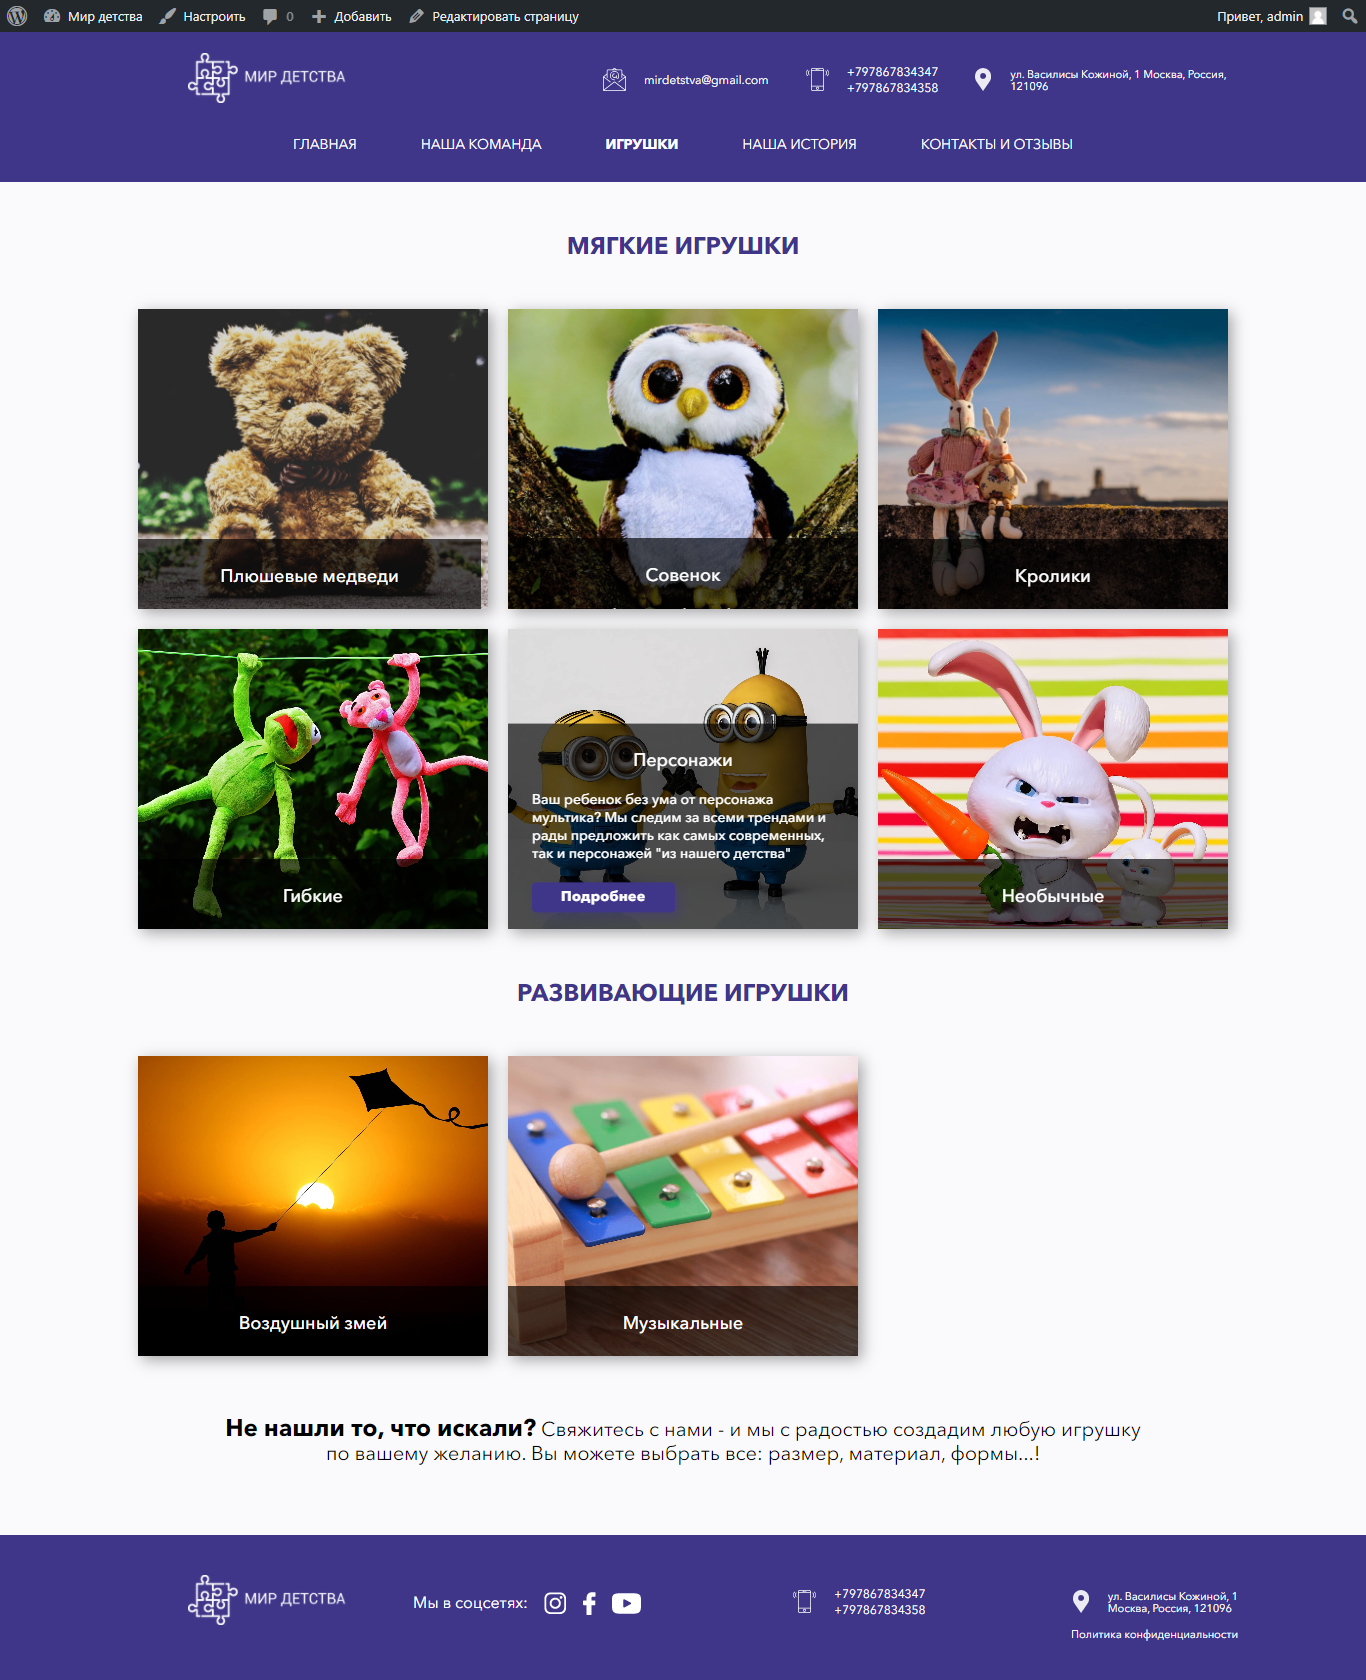 Мир детства
Настроить
0
Добавить
Редактировать страницу
Привет, admin
МИР ДЕТСТВА
mirdetstva@gmail.com
+797867834347
+797867834358
ул. Василисы Кожиной, 1 Москва, Россия,
121096
ГЛАВНАЯ
НАША КОМАНДА
ИГРУШКИ
НАША ИСТОРИЯ
КОНТАКТЫ И ОТЗЫВЫ
МЯГКИЕ ИГРУШКИ
Плюшевые медведи
Совенок
Кролики
Гибкие
Персонажи
Ваш ребенок без ума от персонажа
мультика? Мы следим за всеми трендами и
рады предложить как самых современных,
так и персонажей "из нашего детства"
Подробнее
Необычные
РАЗВИВАЮЩИЕ ИГРУШКИ
Воздушный змей
Музыкальные
Не нашли то, что искали? Свяжитесь с нами - и мы с радостью создадим любую игрушку
по вашему желанию. Вы можете выбрать все: размер, материал, формы...!
МИР ДЕТСТВА
Мы в соцсетях:
+797867834347
+797867834358
ул. Василисы Кожиной, 1
Москва, Россия, 121096
Политика конфиденциальности